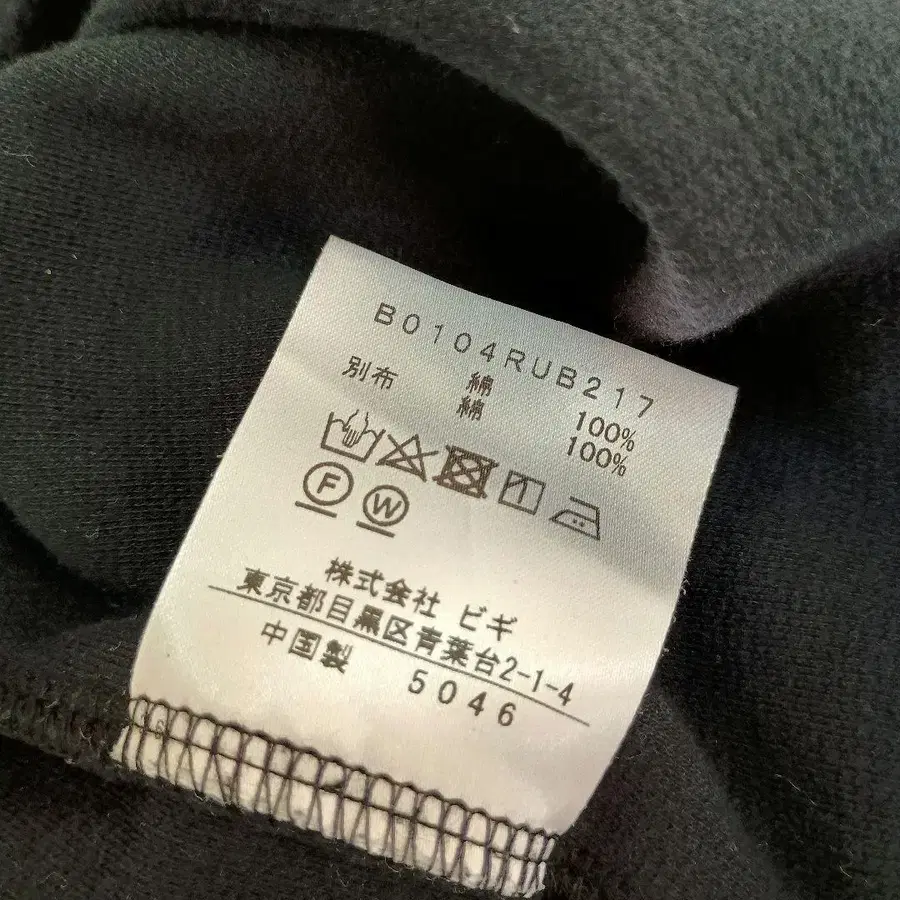 B0104RUB217
綿 100%
別布 綿 100%
F W
株式会社 ビギ
東京都目黒区青葉台2-1-4
中国製 5046